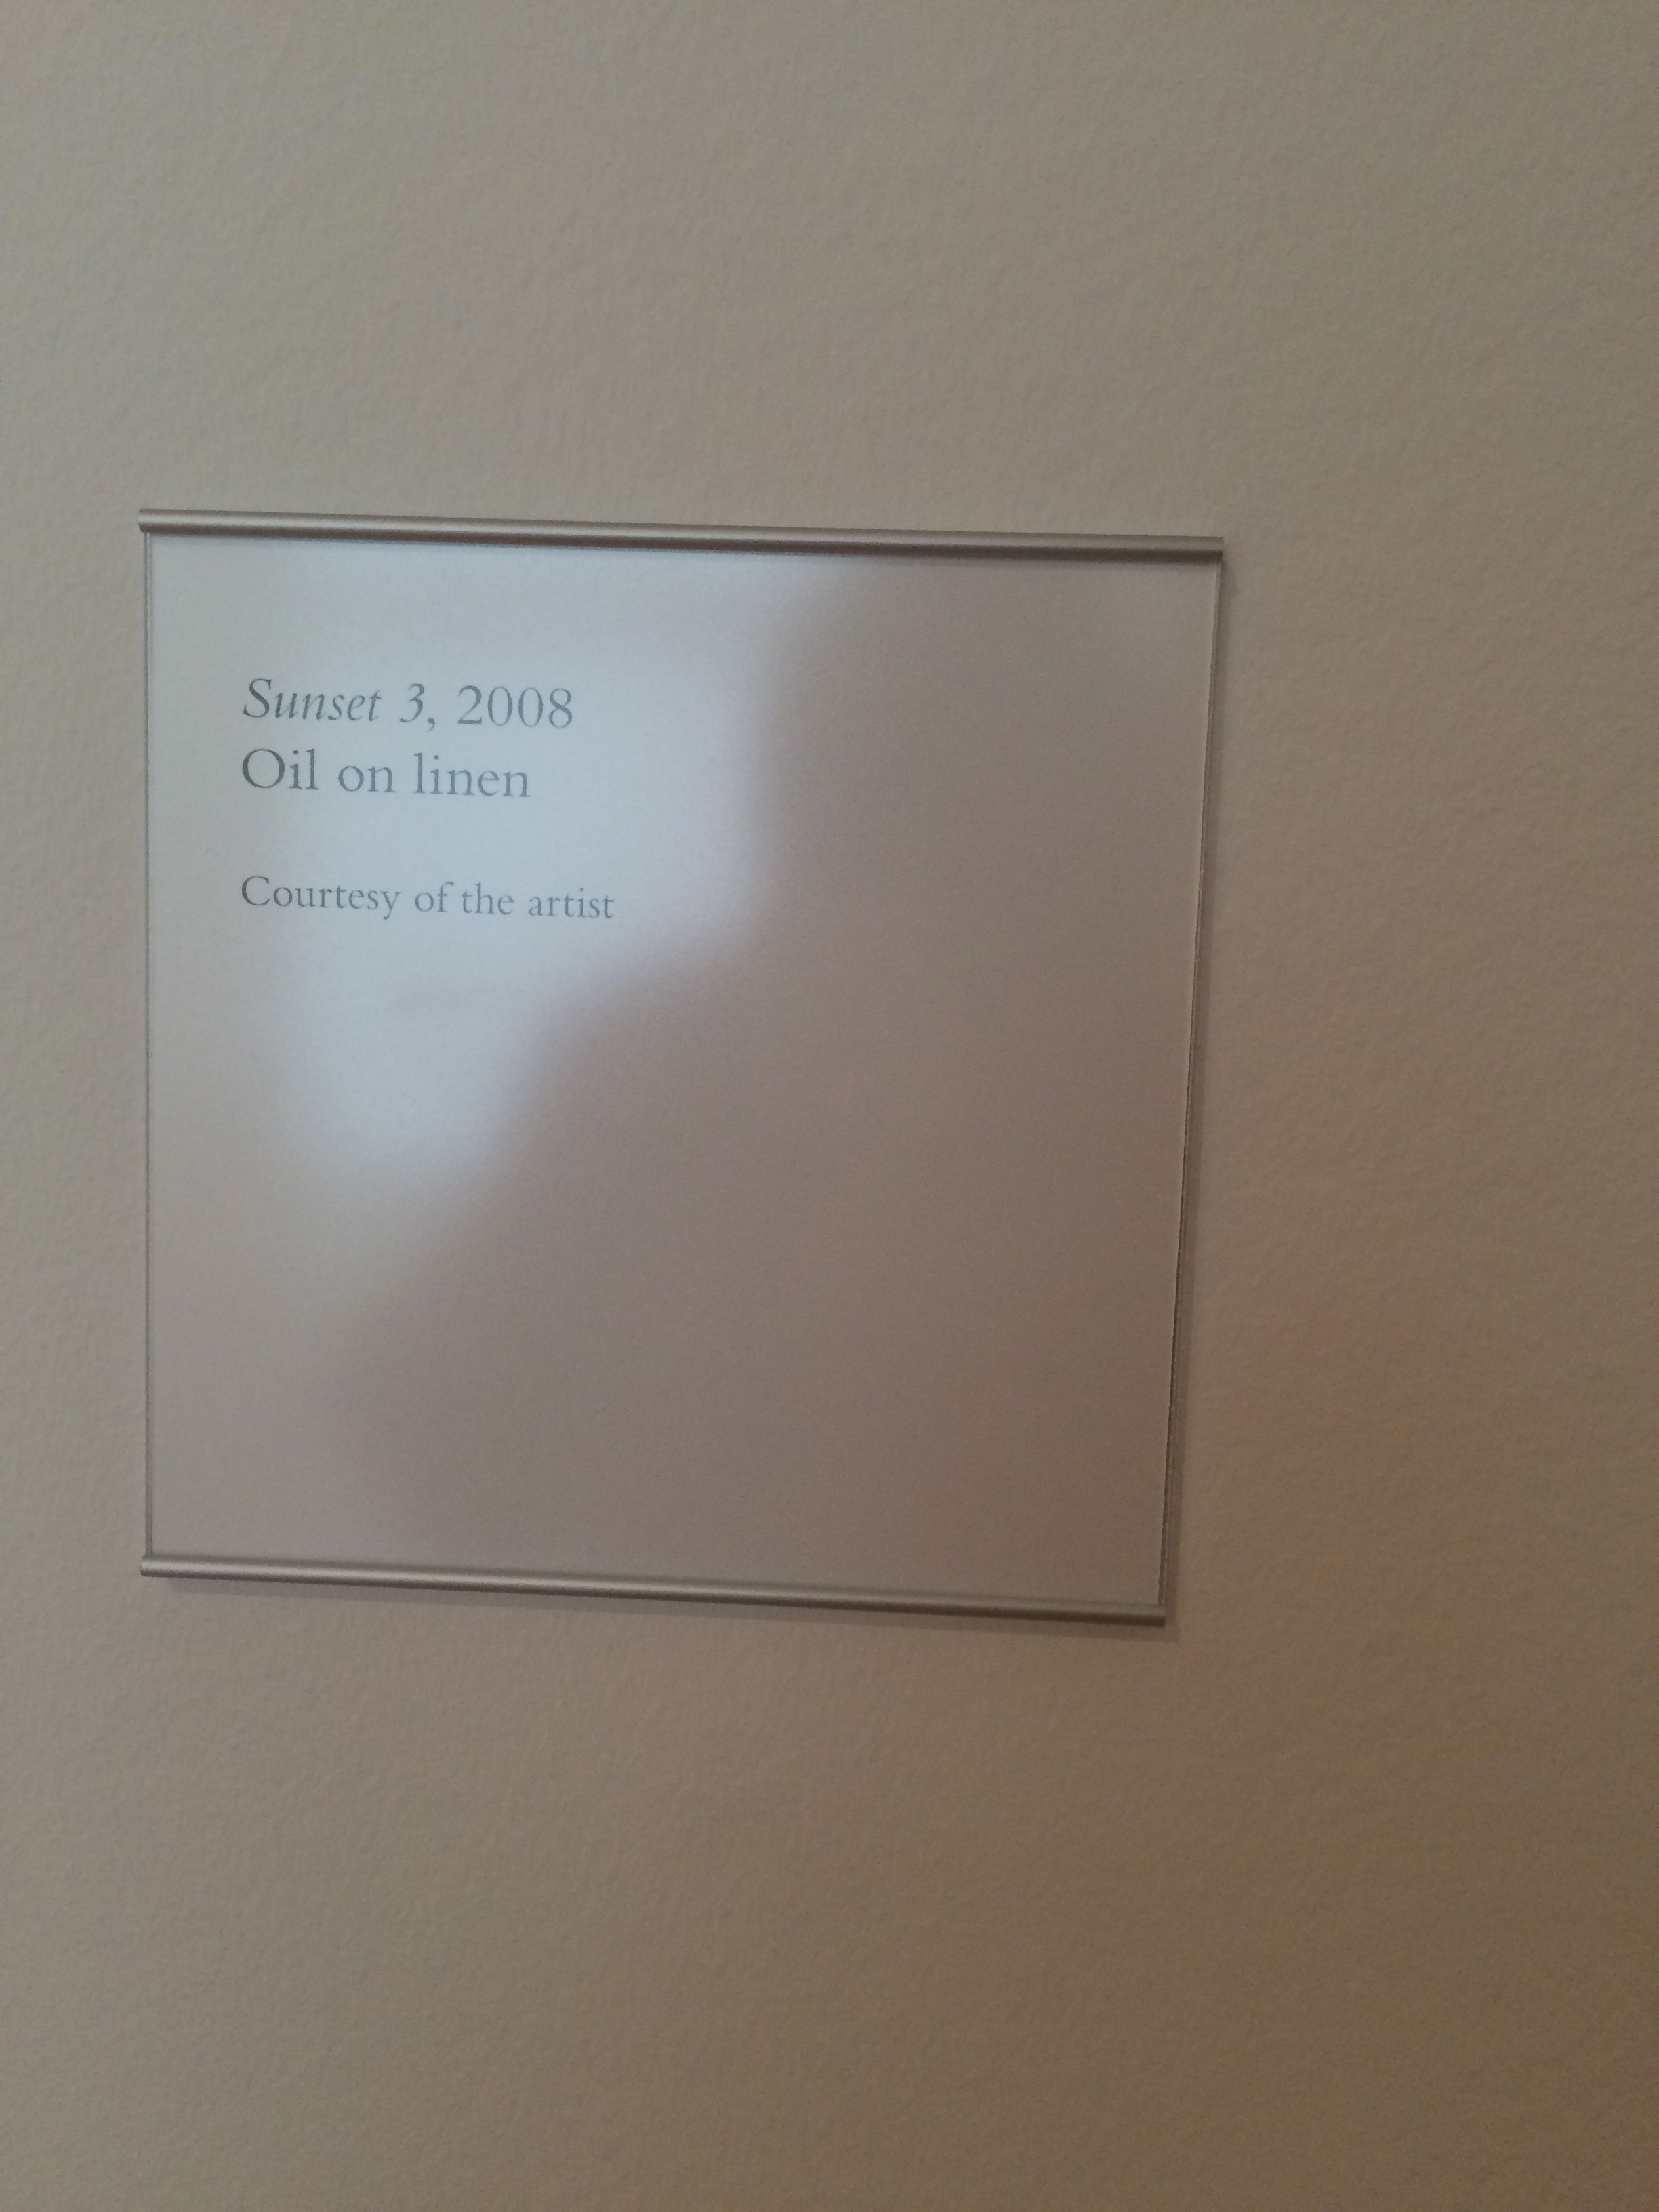 Sunset 3, 2008
Oil on linen
Courtesy of the artist